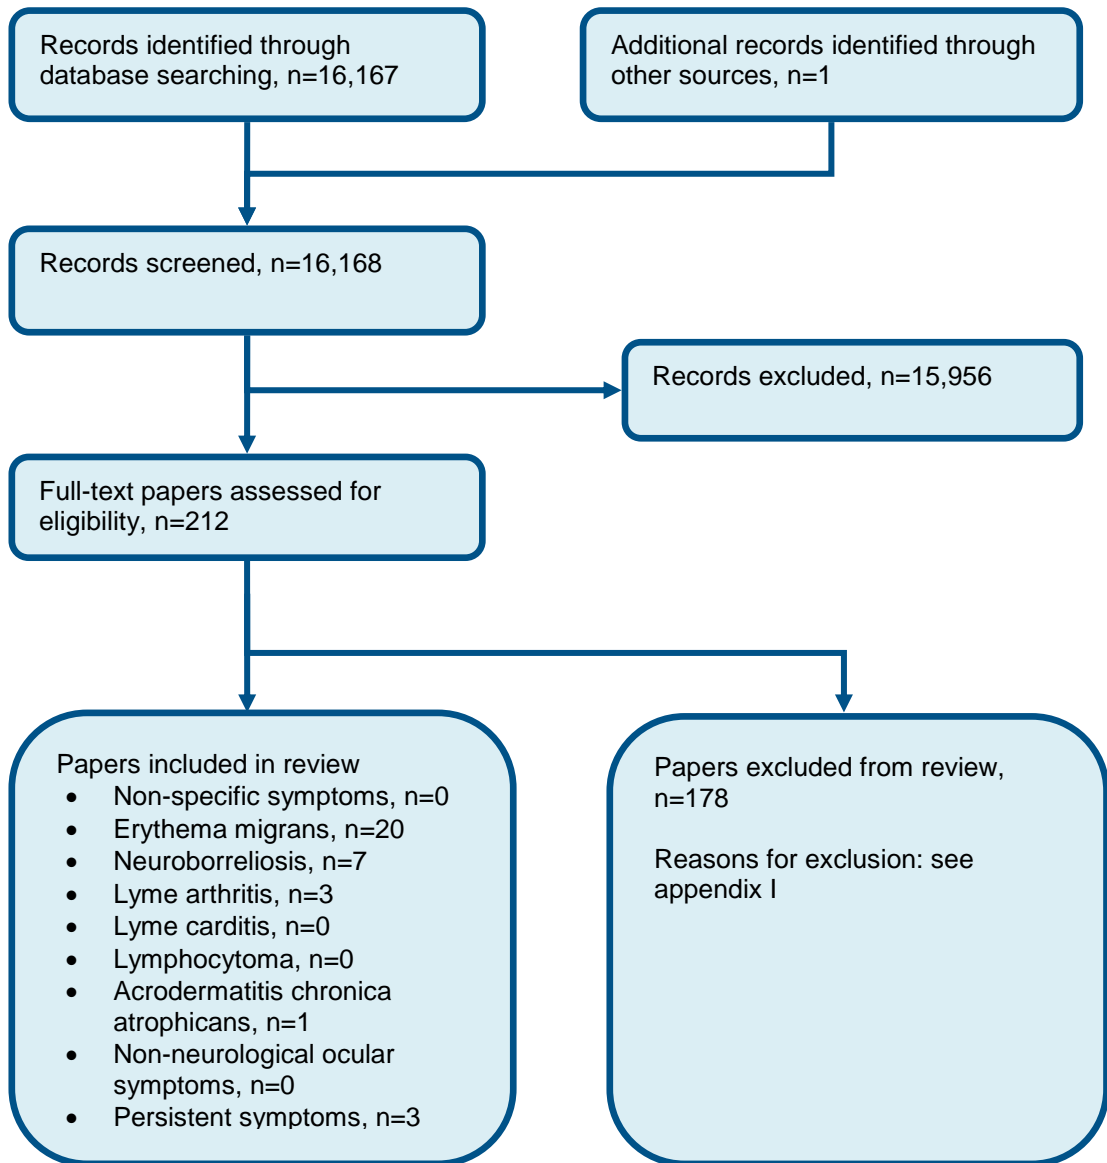 Records identified through
database searching, n=16,167
Additional records identified through
other sources, n=1
Records screened, n=16,168
Records excluded, n=15,956
Full-text papers assessed for
eligibility, n=212
Papers included in review
• Non-specific symptoms, n=0
• Erythema migrans, n=20
• Neuroborreliosis, n=7
• Lyme arthritis, n=3
• Lyme carditis, n=0
• Lymphocytoma, n=0
• Acrodermatitis chronica
atrophicans, n=1
• Non-neurological ocular
symptoms, n=0
• Persistent symptoms, n=3
Papers excluded from review,
n=178
Reasons for exclusion: see
appendix I